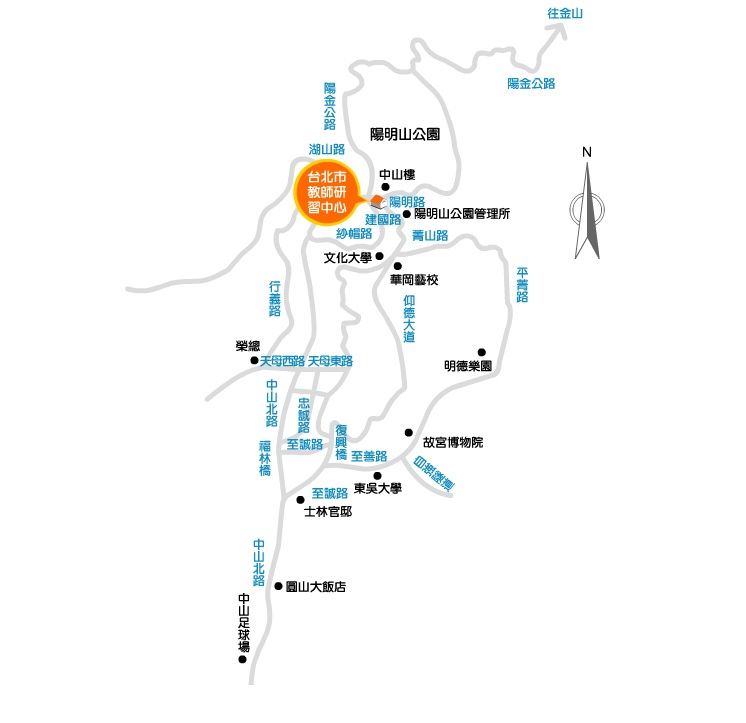 往金山
陽金公路
陽金公路
陽明山公園
湖山路
台北市
教師研
習中心
中山樓
陽明路
陽明山公園管理所
建國路
紗帽路
菁山路
文化大學
華岡藝校
平菁路
行義路
仰德大道
榮總
天母西路
天母東路
明德樂園
中山北路
忠誠路
復興橋
至誠路
福林橋
至善路
故宮博物院
自強隧道
東吳大學
至誠路
士林官邸
中山北路
圓山大飯店
中山足球場
N